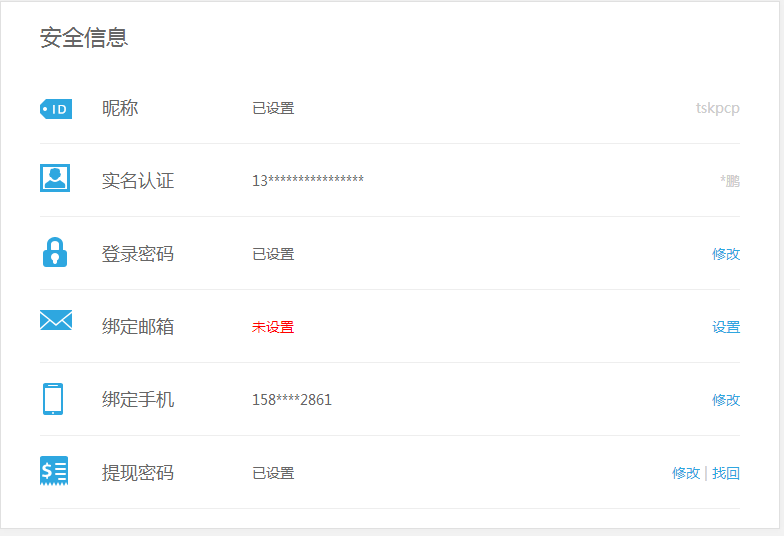 安全信息
ID 昵称 已设置 tskpcp
实名认证 13**************** *鹏
登录密码 已设置 修改
绑定邮箱 未设置 设置
绑定手机 158****2861 修改
$ 提现密码 已设置 修改 | 找回